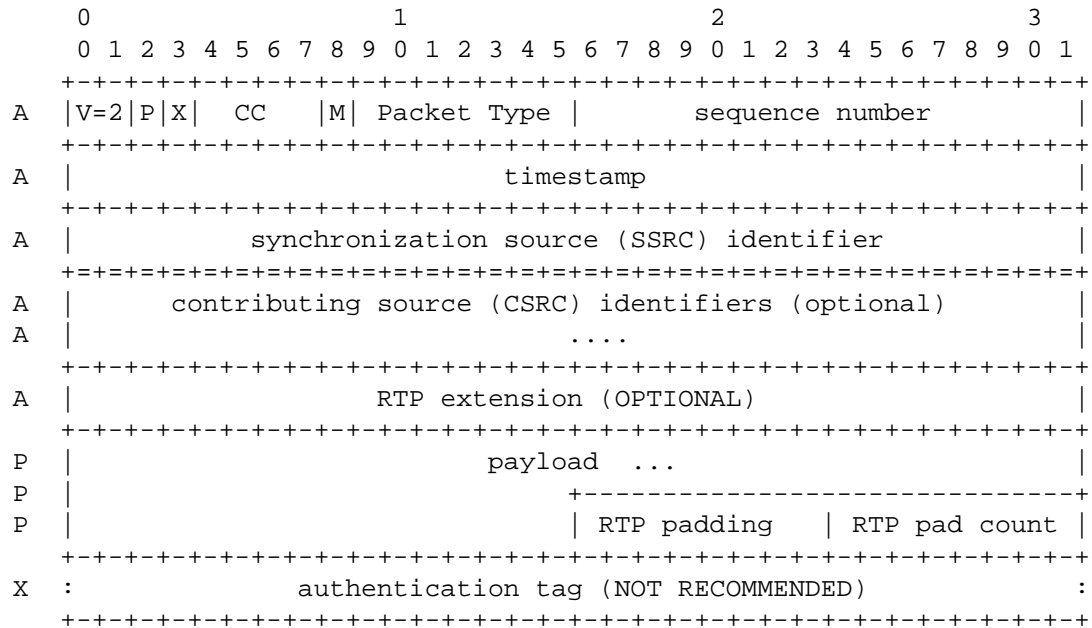 0                   1                   2                   3
     0 1 2 3 4 5 6 7 8 9 0 1 2 3 4 5 6 7 8 9 0 1 2 3 4 5 6 7 8 9 0 1
    +-+-+-+-+-+-+-+-+-+-+-+-+-+-+-+-+-+-+-+-+-+-+-+-+-+-+-+-+-+-+-+-+
A   |V=2|P|X|  CC   |M| Packet Type |       sequence number         |
    +-+-+-+-+-+-+-+-+-+-+-+-+-+-+-+-+-+-+-+-+-+-+-+-+-+-+-+-+-+-+-+-+
A   |                           timestamp                           |
    +-+-+-+-+-+-+-+-+-+-+-+-+-+-+-+-+-+-+-+-+-+-+-+-+-+-+-+-+-+-+-+-+
A   |           synchronization source (SSRC) identifier            |
    +=+=+=+=+=+=+=+=+=+=+=+=+=+=+=+=+=+=+=+=+=+=+=+=+=+=+=+=+=+=+=+=+
A   |      contributing source (CSRC) identifiers (optional)        |
A   |                               ....                            |
    +-+-+-+-+-+-+-+-+-+-+-+-+-+-+-+-+-+-+-+-+-+-+-+-+-+-+-+-+-+-+-+-+
A   |                   RTP extension (OPTIONAL)                    |
    +-+-+-+-+-+-+-+-+-+-+-+-+-+-+-+-+-+-+-+-+-+-+-+-+-+-+-+-+-+-+-+-+
P   |                          payload  ...                         |
P   |                               +-------------------------------+
P   |                               | RTP padding   | RTP pad count |
    +-+-+-+-+-+-+-+-+-+-+-+-+-+-+-+-+-+-+-+-+-+-+-+-+-+-+-+-+-+-+-+-+
X   :              authentication tag (NOT RECOMMENDED)             :
    +-+-+-+-+-+-+-+-+-+-+-+-+-+-+-+-+-+-+-+-+-+-+-+-+-+-+-+-+-+-+-+-+